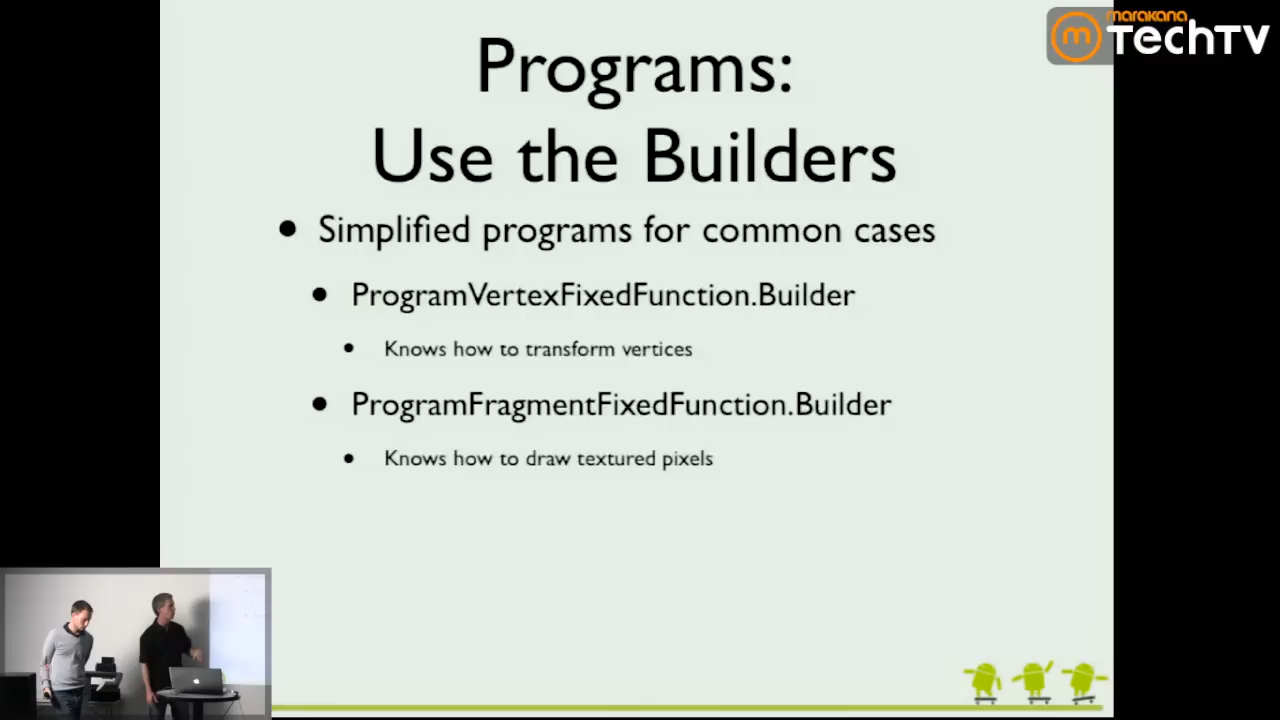 marakana
TechTV
Programs:
Use the Builders
• Simplified programs for common cases
• ProgramVertexFixedFunction.Builder
• Knows how to transform vertices
• ProgramFragmentFixedFunction.Builder
• Knows how to draw textured pixels